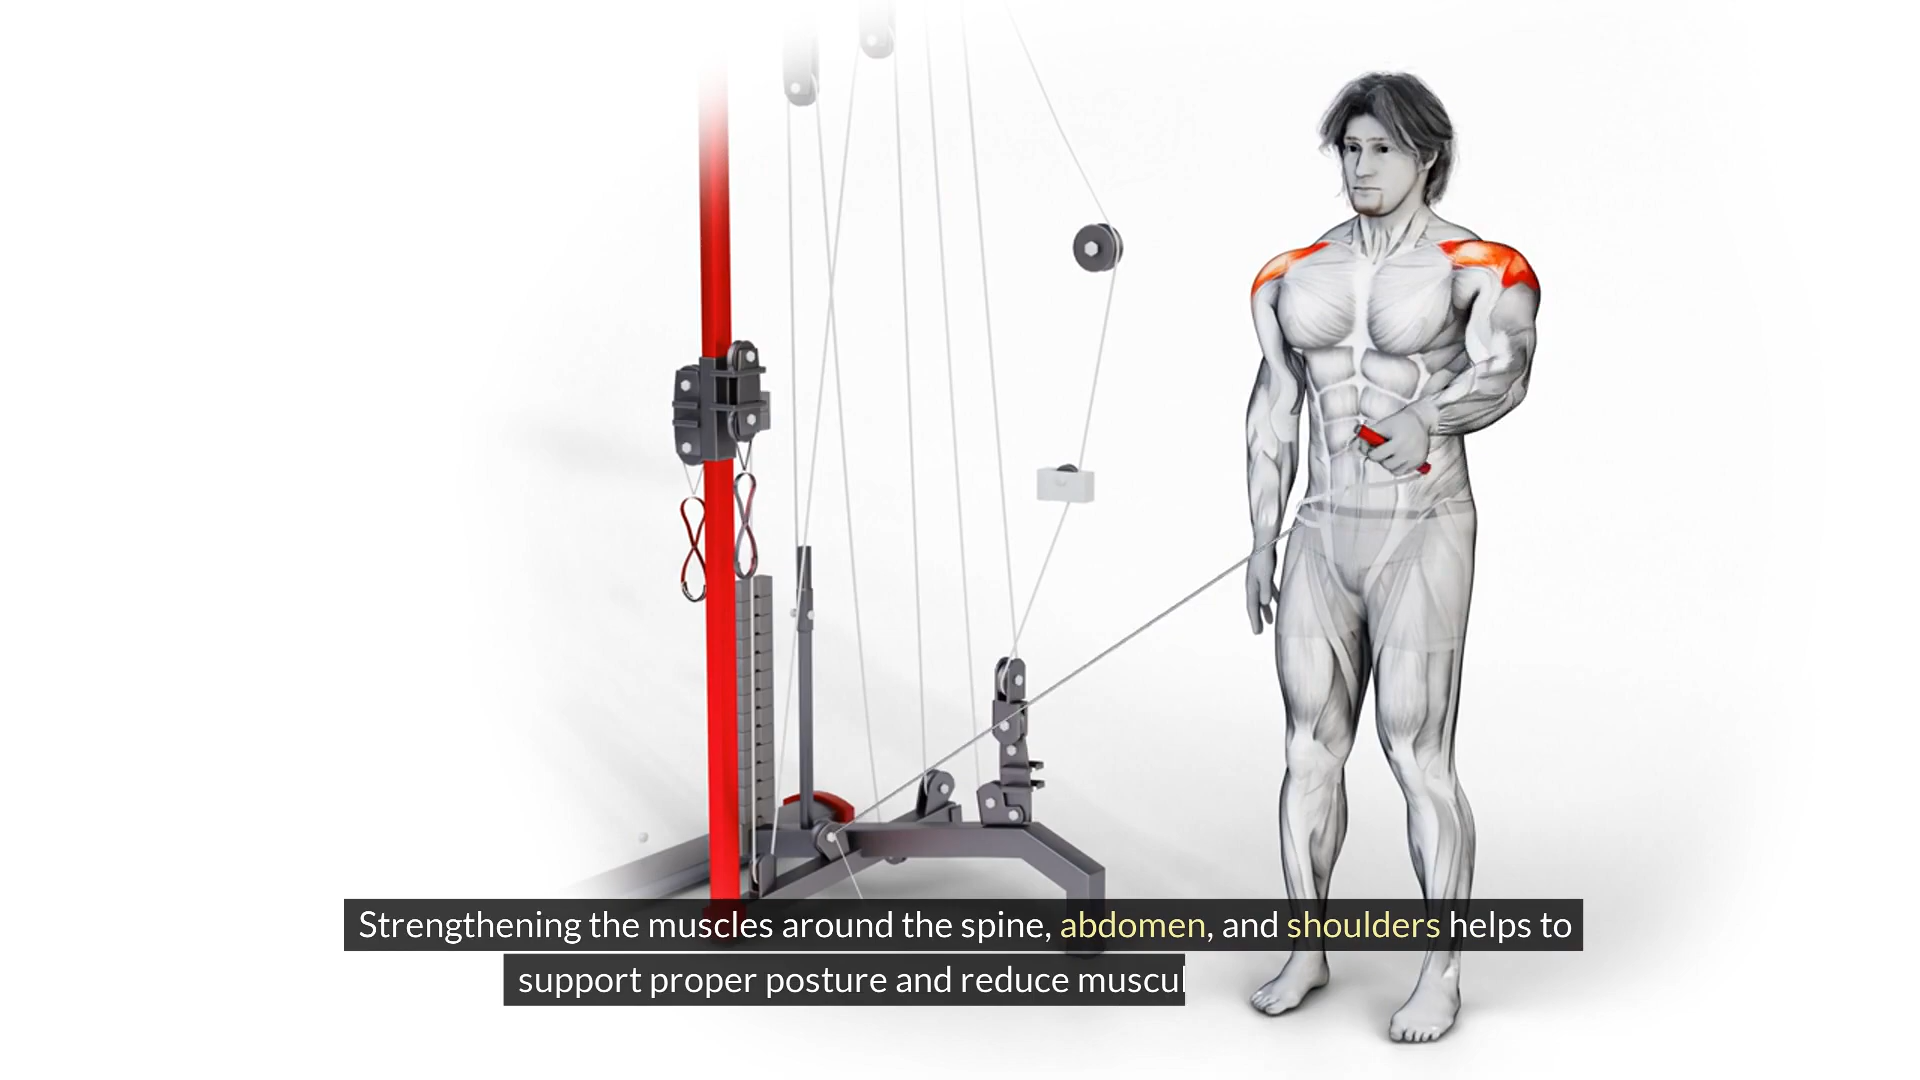 Strengthening the muscles around the spine, abdomen, and shoulders helps to
support proper posture and reduce muscul